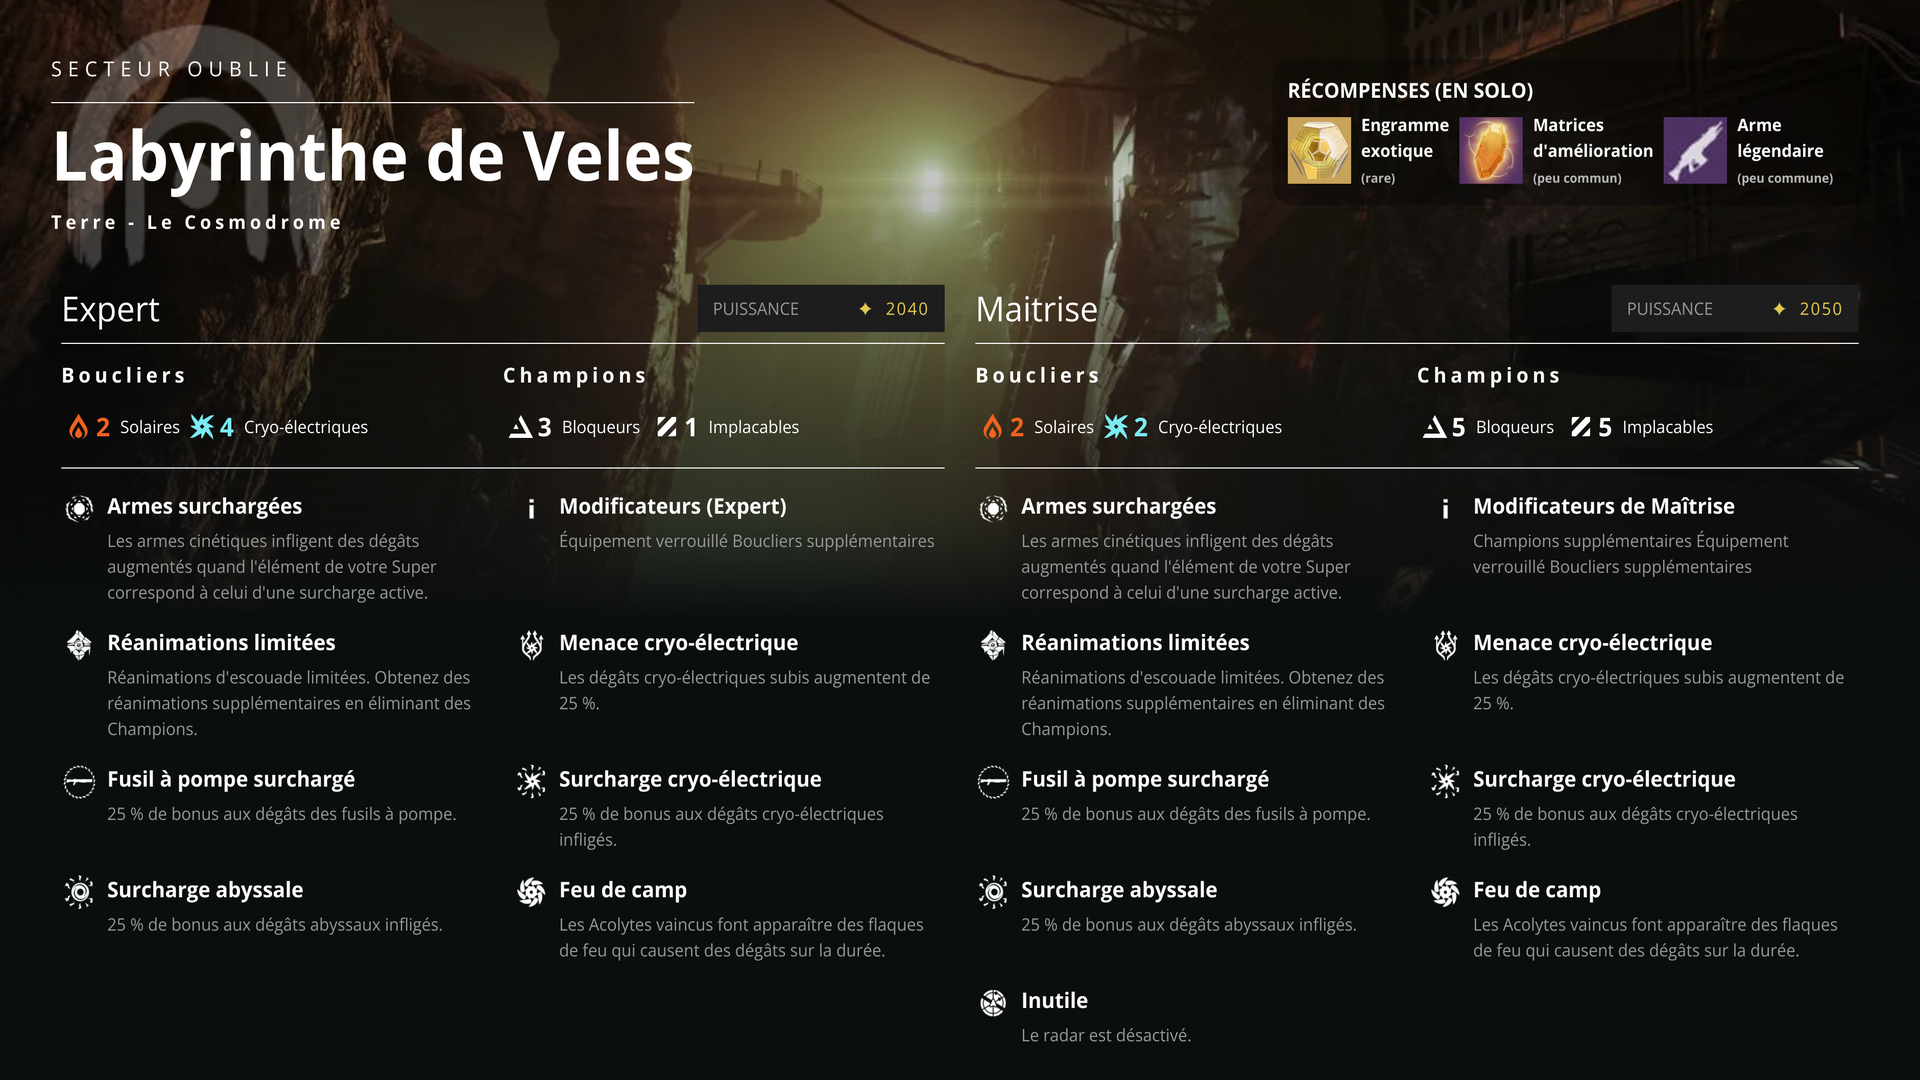 SECTEUR OUBLIE
Labyrinthe de Veles
Terre - Le Cosmodrome
RÉCOMPENSES (EN SOLO)
Engramme
exotique
(rare)
Matrices
d'amélioration
(peu commun)
Arme
légendaire
(peu commune)
Expert
PUISSANCE 2040
Boucliers
2 Solaires 4 Cryo-électriques
Champions
3 Bloqueurs 1 Implacables
Armes surchargées
Les armes cinétiques infligent des dégâts
augmentés quand l'élément de votre Super
correspond à celui d'une surcharge active.
Modificateurs (Expert)
Équipement verrouillé Boucliers supplémentaires
Réanimations limitées
Réanimations d'escouade limitées. Obtenez des
réanimations supplémentaires en éliminant des
Champions.
Menace cryo-électrique
Les dégâts cryo-électriques subis augmentent de
25 %.
Fusil à pompe surchargé
25 % de bonus aux dégâts des fusils à pompe.
Surcharge cryo-électrique
25 % de bonus aux dégâts cryo-électriques
infligés.
Surcharge abyssale
25 % de bonus aux dégâts abyssaux infligés.
Feu de camp
Les Acolytes vaincus font apparaître des flaques
de feu qui causent des dégâts sur la durée.
Maitrise
PUISSANCE 2050
Boucliers
2 Solaires 2 Cryo-électriques
Champions
5 Bloqueurs 5 Implacables
Armes surchargées
Les armes cinétiques infligent des dégâts
augmentés quand l'élément de votre Super
correspond à celui d'une surcharge active.
Modificateurs de Maîtrise
Champions supplémentaires Équipement
verrouillé Boucliers supplémentaires
Réanimations limitées
Réanimations d'escouade limitées. Obtenez des
réanimations supplémentaires en éliminant des
Champions.
Menace cryo-électrique
Les dégâts cryo-électriques subis augmentent de
25 %.
Fusil à pompe surchargé
25 % de bonus aux dégâts des fusils à pompe.
Surcharge cryo-électrique
25 % de bonus aux dégâts cryo-électriques
infligés.
Surcharge abyssale
25 % de bonus aux dégâts abyssaux infligés.
Feu de camp
Les Acolytes vaincus font apparaître des flaques
de feu qui causent des dégâts sur la durée.
Inutile
Le radar est désactivé.